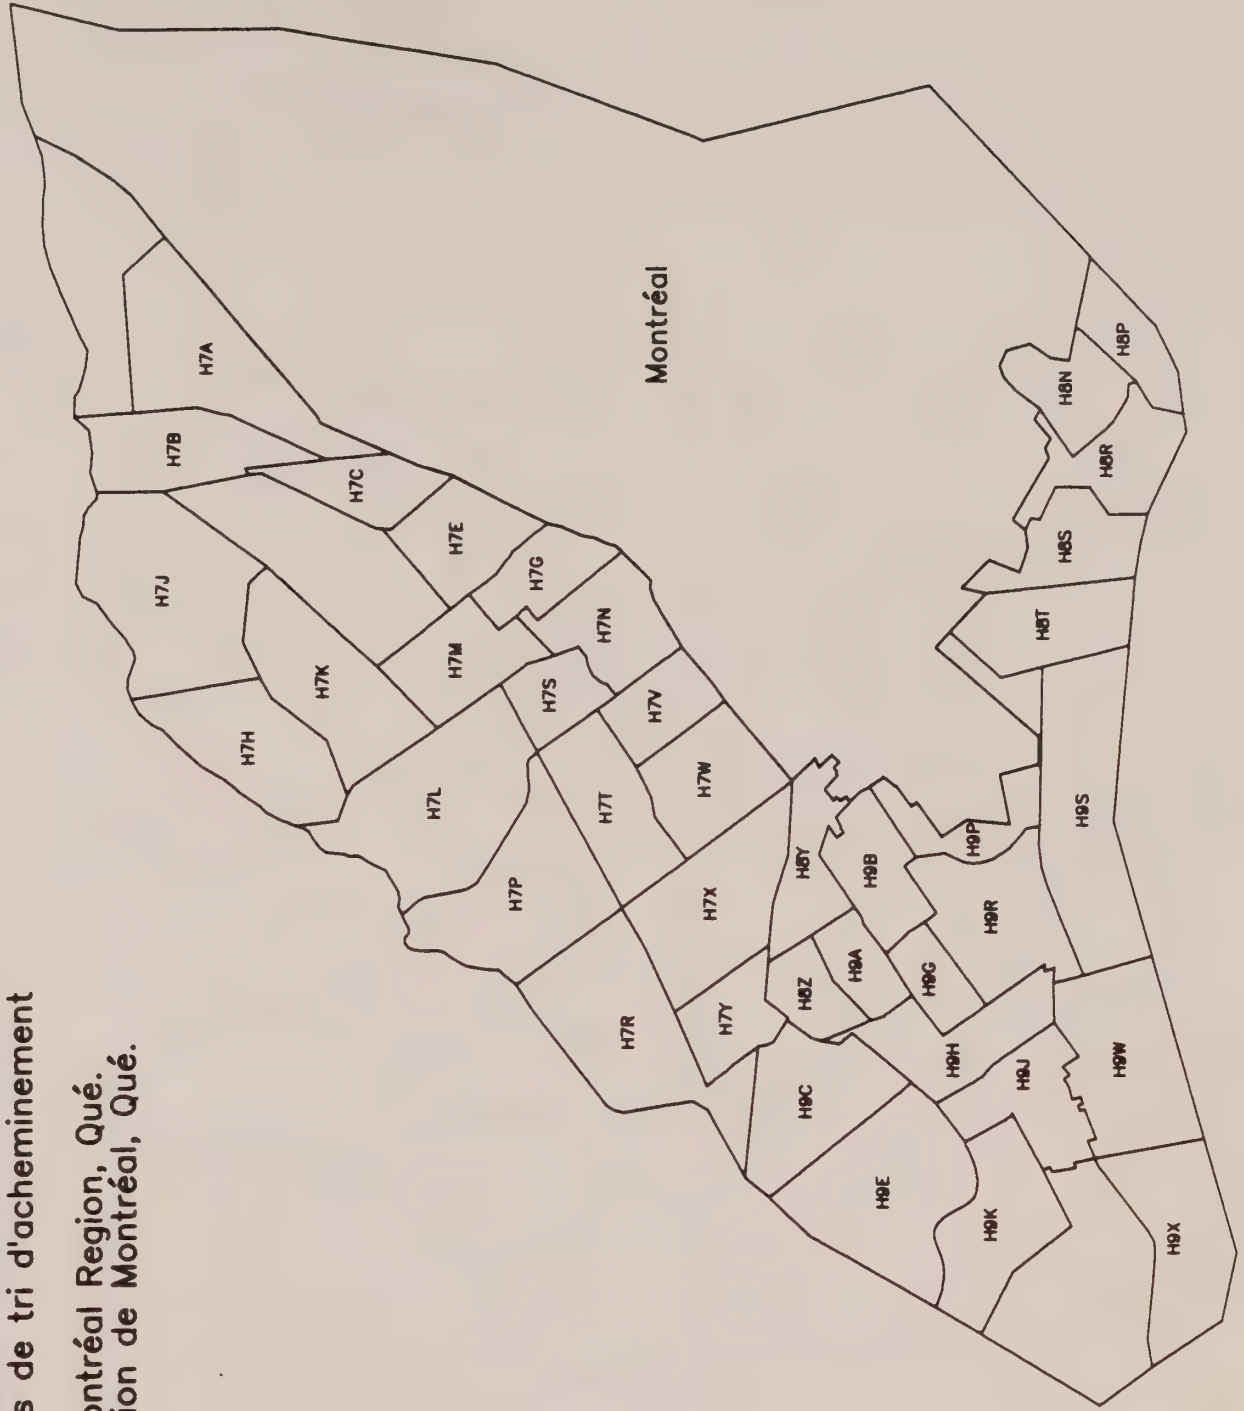 s de tri d'acheminement
ontréal Region, Qué.
ion de Montréal, Qué.
H7J
H7B
H7A
H7H
H7K
H7C
H7L
H7M
H7E
H7P
H7G
H7S
H7N
H7T
H7R
H7V
Montréal
H7W
H7X
H7Y
H9C
H8Z
H8Y
H9A
H9B
H9E
H9G
H9H
H9P
H9K
H9R
H9J
H8T
H8S
H8N
H9S
H8R
H9W
H8P
H9X